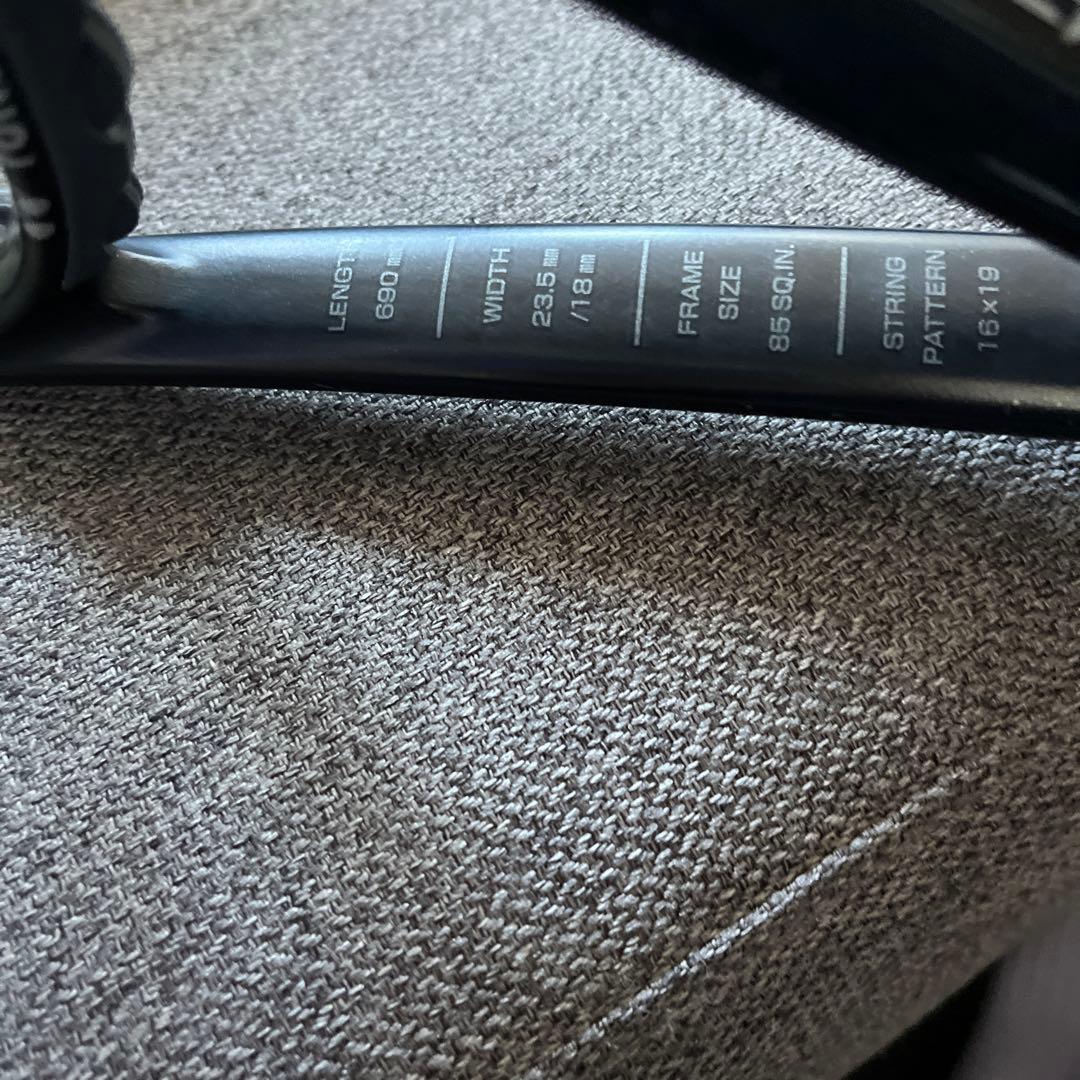 LENGTH
690 mm
WIDTH
23.5 mm
/18 mm
FRAME
SIZE
85 SQ.IN.
STRING
PATTERN
16×19